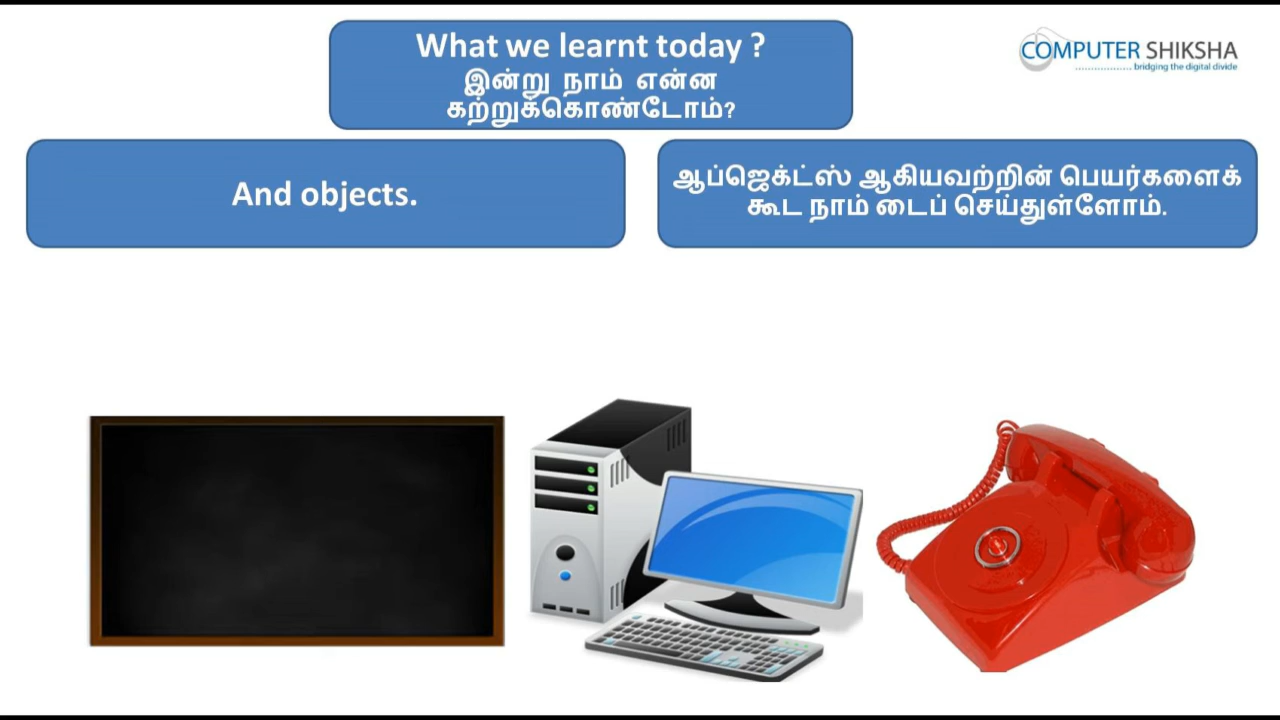 What we learnt today ?
இன்று நாம் என்ன
கற்றுக்கொண்டோம்?
COMPUTER SHIKSHA
bridging the digital divide
And objects.
ஆப்ஜெக்ட்ஸ் ஆகியவற்றின் பெயர்களைக்
கூட நாம் டைப் செய்துள்ளோம்.